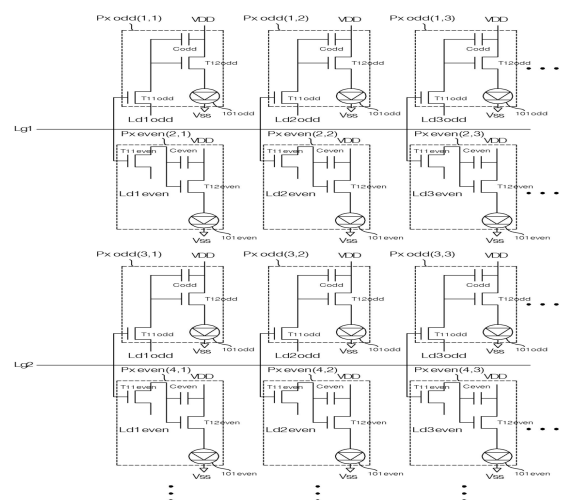 Px odd(1,1) VDD Px odd(1,2) VDD Px odd(1,3) VDD
Codd Codd Codd
T12odd T12odd T12odd
T11odd T11odd T11odd
101odd 101odd 101odd
Ld1odd Vss Ld2odd Vss Ld3odd Vss
Lg1
Px even(2,1) VDD Px even(2,2) VDD Px even(2,3) VDD
T11even Ceven T11even Ceven T11even Ceven
Ld1even T12even Ld2even T12even Ld3even T12even
101even 101even 101even
Vss Vss Vss
Px odd(3,1) VDD Px odd(3,2) VDD Px odd(3,3) VDD
Codd Codd Codd
T12odd T12odd T12odd
T11odd T11odd T11odd
101odd 101odd 101odd
Ld1odd Vss Ld2odd Vss Ld3odd Vss
Lg2
Px even(4,1) VDD Px even(4,2) VDD Px even(4,3) VDD
T11even Ceven T11even Ceven T11even Ceven
Ld1even T12even Ld2even T12even Ld3even T12even
101even 101even 101even
Vss Vss Vss